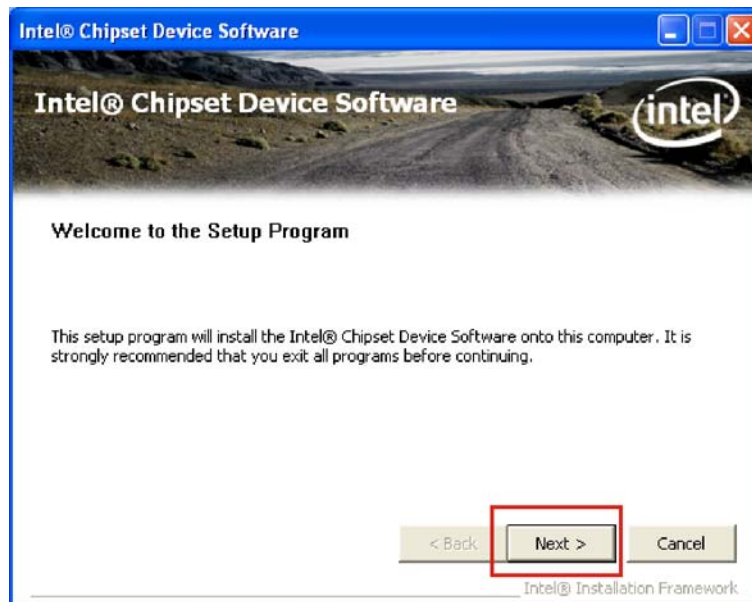 Intel® Chipset Device Software
Intel® Chipset Device Software
intel
Welcome to the Setup Program
This setup program will install the Intel® Chipset Device Software onto this computer. It is
strongly recommended that you exit all programs before continuing.
< Back
Next >
Cancel
Intel® Installation Framework